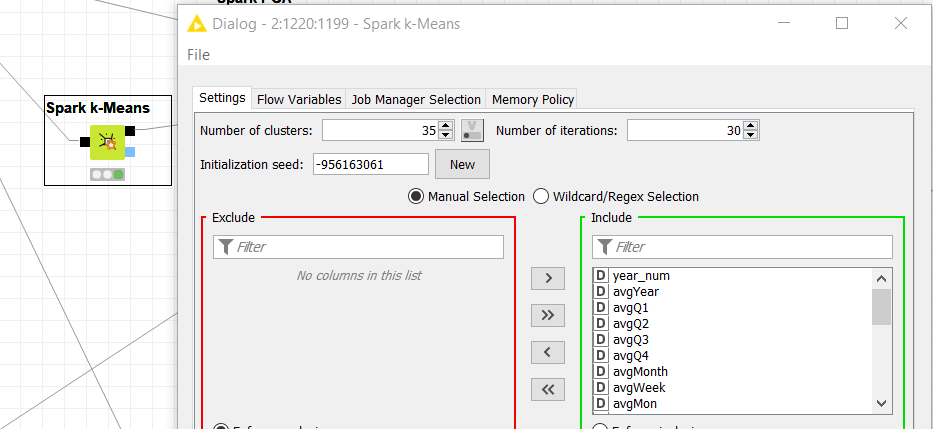 Dialog - 2:1220:1199 - Spark k-Means
File
Spark k-Means
Settings
Flow Variables
Job Manager Selection
Memory Policy
Number of clusters:
35
V
Number of iterations:
30
Initialization seed:
-956163061
New
Manual Selection
Wildcard/Regex Selection
Exclude
Filter
No columns in this list
>
>>
<
<<
Include
Filter
D year_num
D avgYear
D avgQ1
D avgQ2
D avgQ3
D avgQ4
D avgMonth
D avgWeek
D avgMon